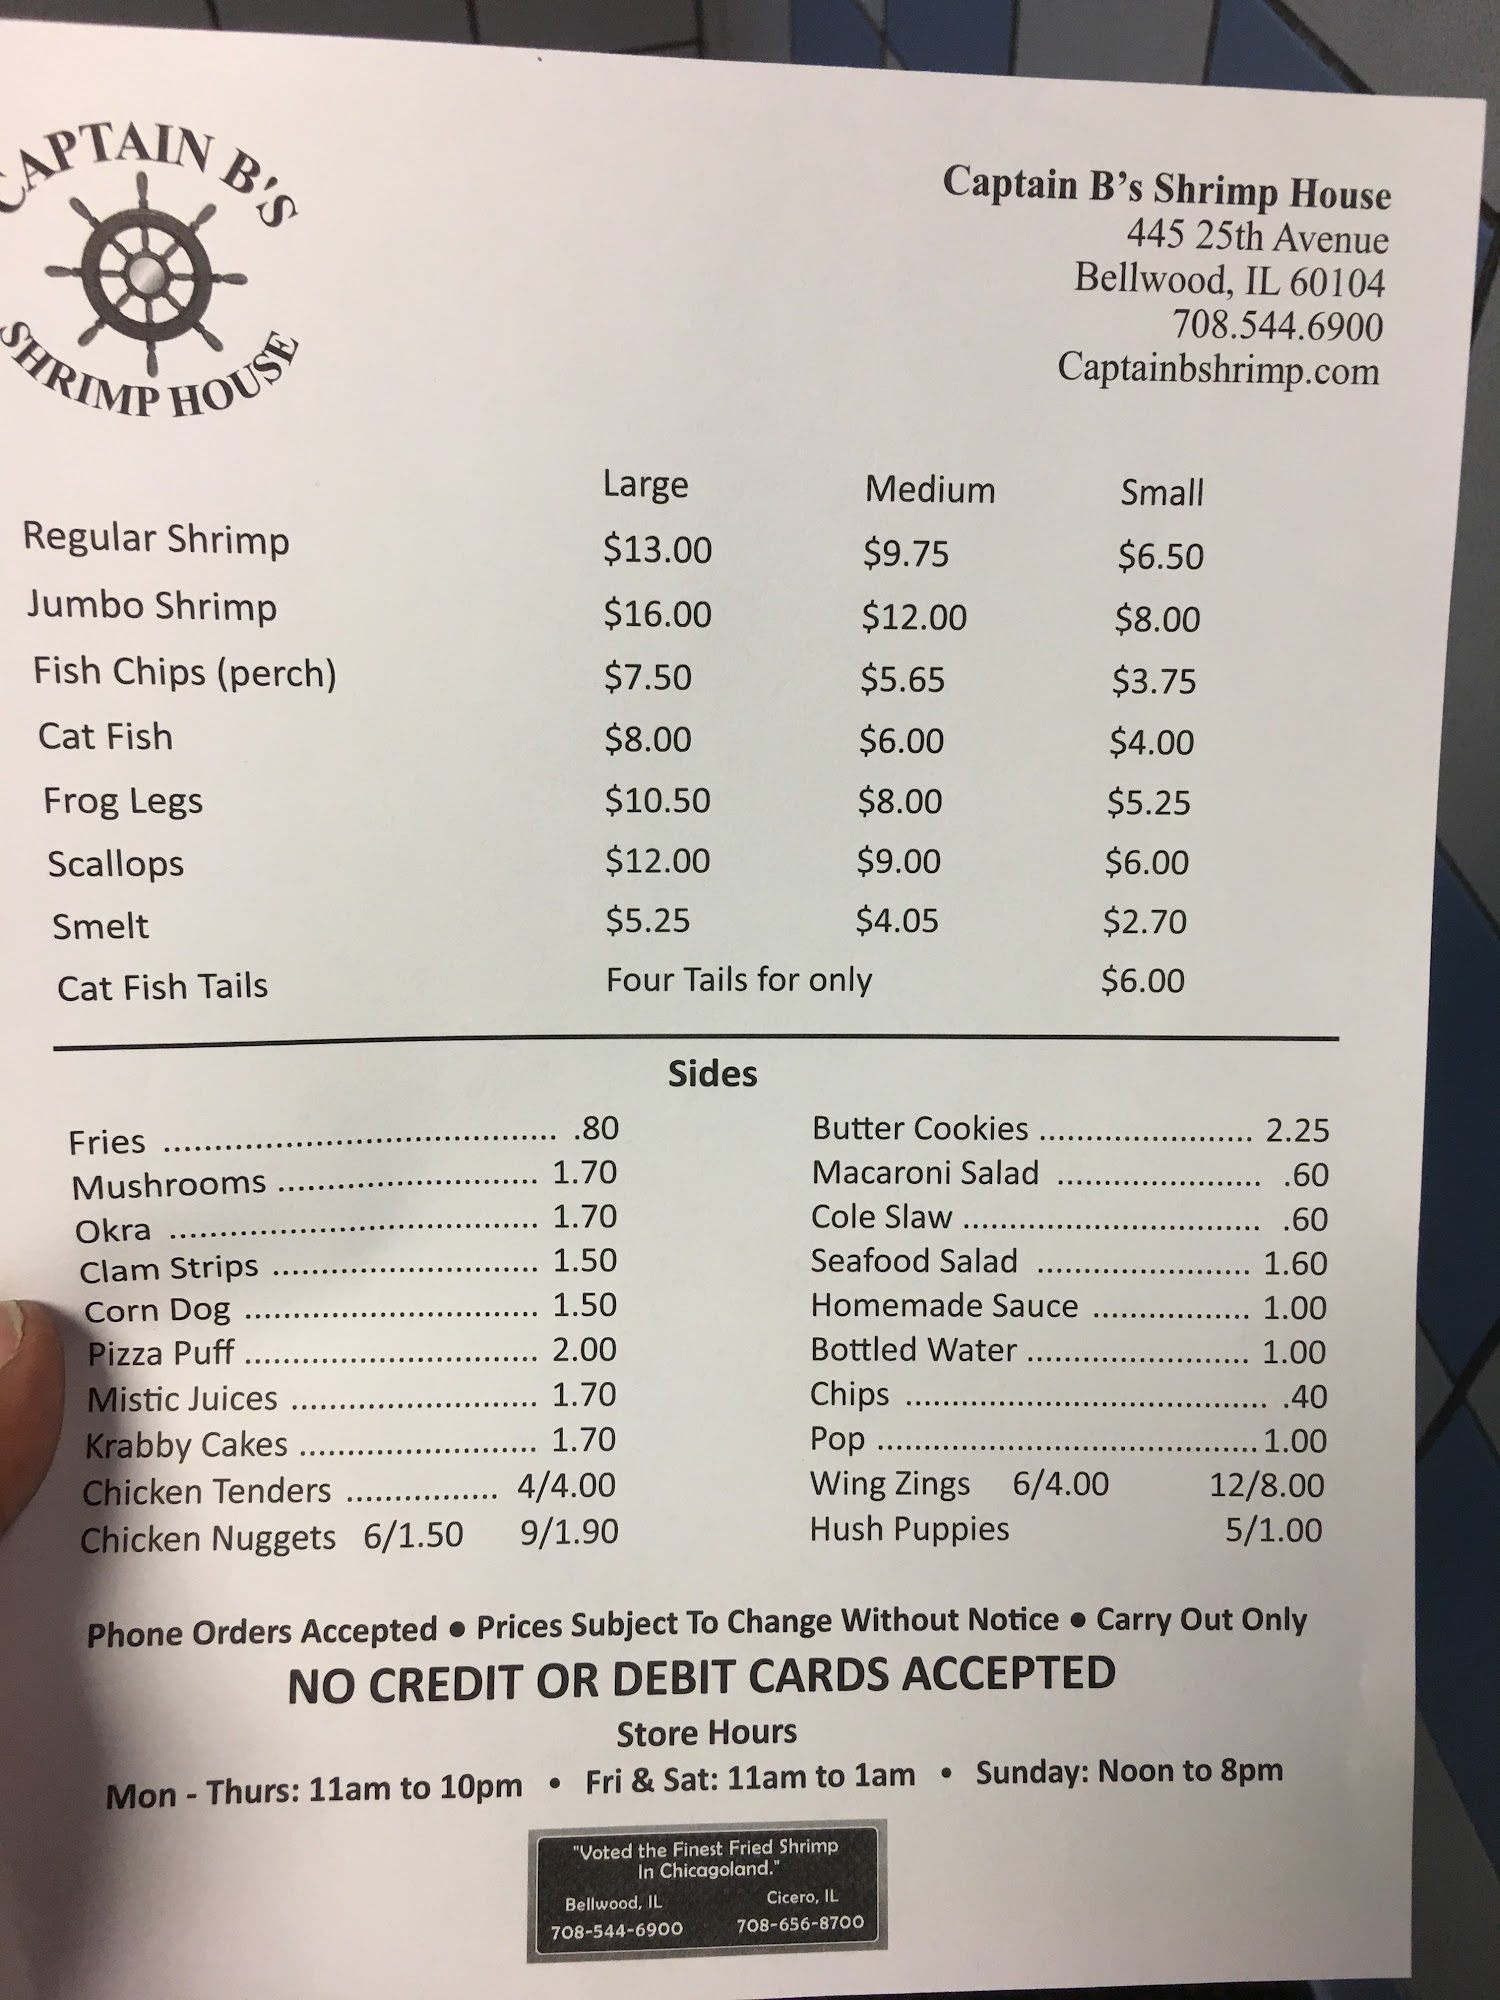 CAPTAIN B'S
SHRIMP HOUSE
Captain B's Shrimp House
445 25th Avenue
Bellwood, IL 60104
708.544.6900
Captainbshrimp.com
Large Medium Small
Regular Shrimp $13.00 $9.75 $6.50
Jumbo Shrimp $16.00 $12.00 $8.00
Fish Chips (perch) $7.50 $5.65 $3.75
Cat Fish $8.00 $6.00 $4.00
Frog Legs $10.50 $8.00 $5.25
Scallops $12.00 $9.00 $6.00
Smelt $5.25 $4.05 $2.70
Cat Fish Tails Four Tails for only $6.00
Sides
Fries .80
Mushrooms 1.70
Okra 1.70
Clam Strips 1.50
Corn Dog 1.50
Pizza Puff 2.00
Mistic Juices 1.70
Krabby Cakes 1.70
Chicken Tenders 4/4.00
Chicken Nuggets 6/1.50 9/1.90
Butter Cookies 2.25
Macaroni Salad .60
Cole Slaw .60
Seafood Salad 1.60
Homemade Sauce 1.00
Bottled Water 1.00
Chips .40
Pop 1.00
Wing Zings 6/4.00 12/8.00
Hush Puppies 5/1.00
Phone Orders Accepted • Prices Subject To Change Without Notice • Carry Out Only
NO CREDIT OR DEBIT CARDS ACCEPTED
Store Hours
Mon - Thurs: 11am to 10pm • Fri & Sat: 11am to 1am • Sunday: Noon to 8pm
"Voted the Finest Fried Shrimp
In Chicagoland."
Bellwood, IL Cicero, IL
708-544-6900 708-656-8700